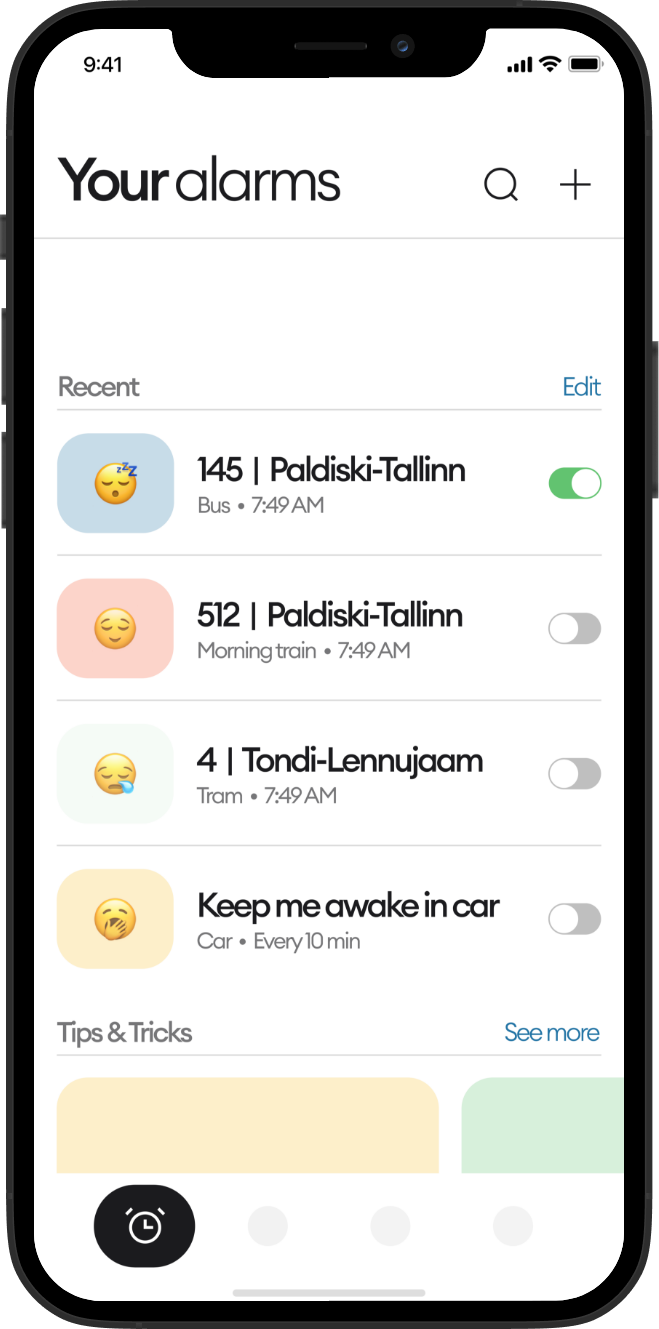 9:41
Your alarms
Recent Edit
145 | Paldiski-Tallinn
Bus • 7:49 AM
512 | Paldiski-Tallinn
Morning train • 7:49 AM
4 | Tondi-Lennujaam
Tram • 7:49 AM
Keep me awake in car
Car • Every 10 min
Tips & Tricks See more